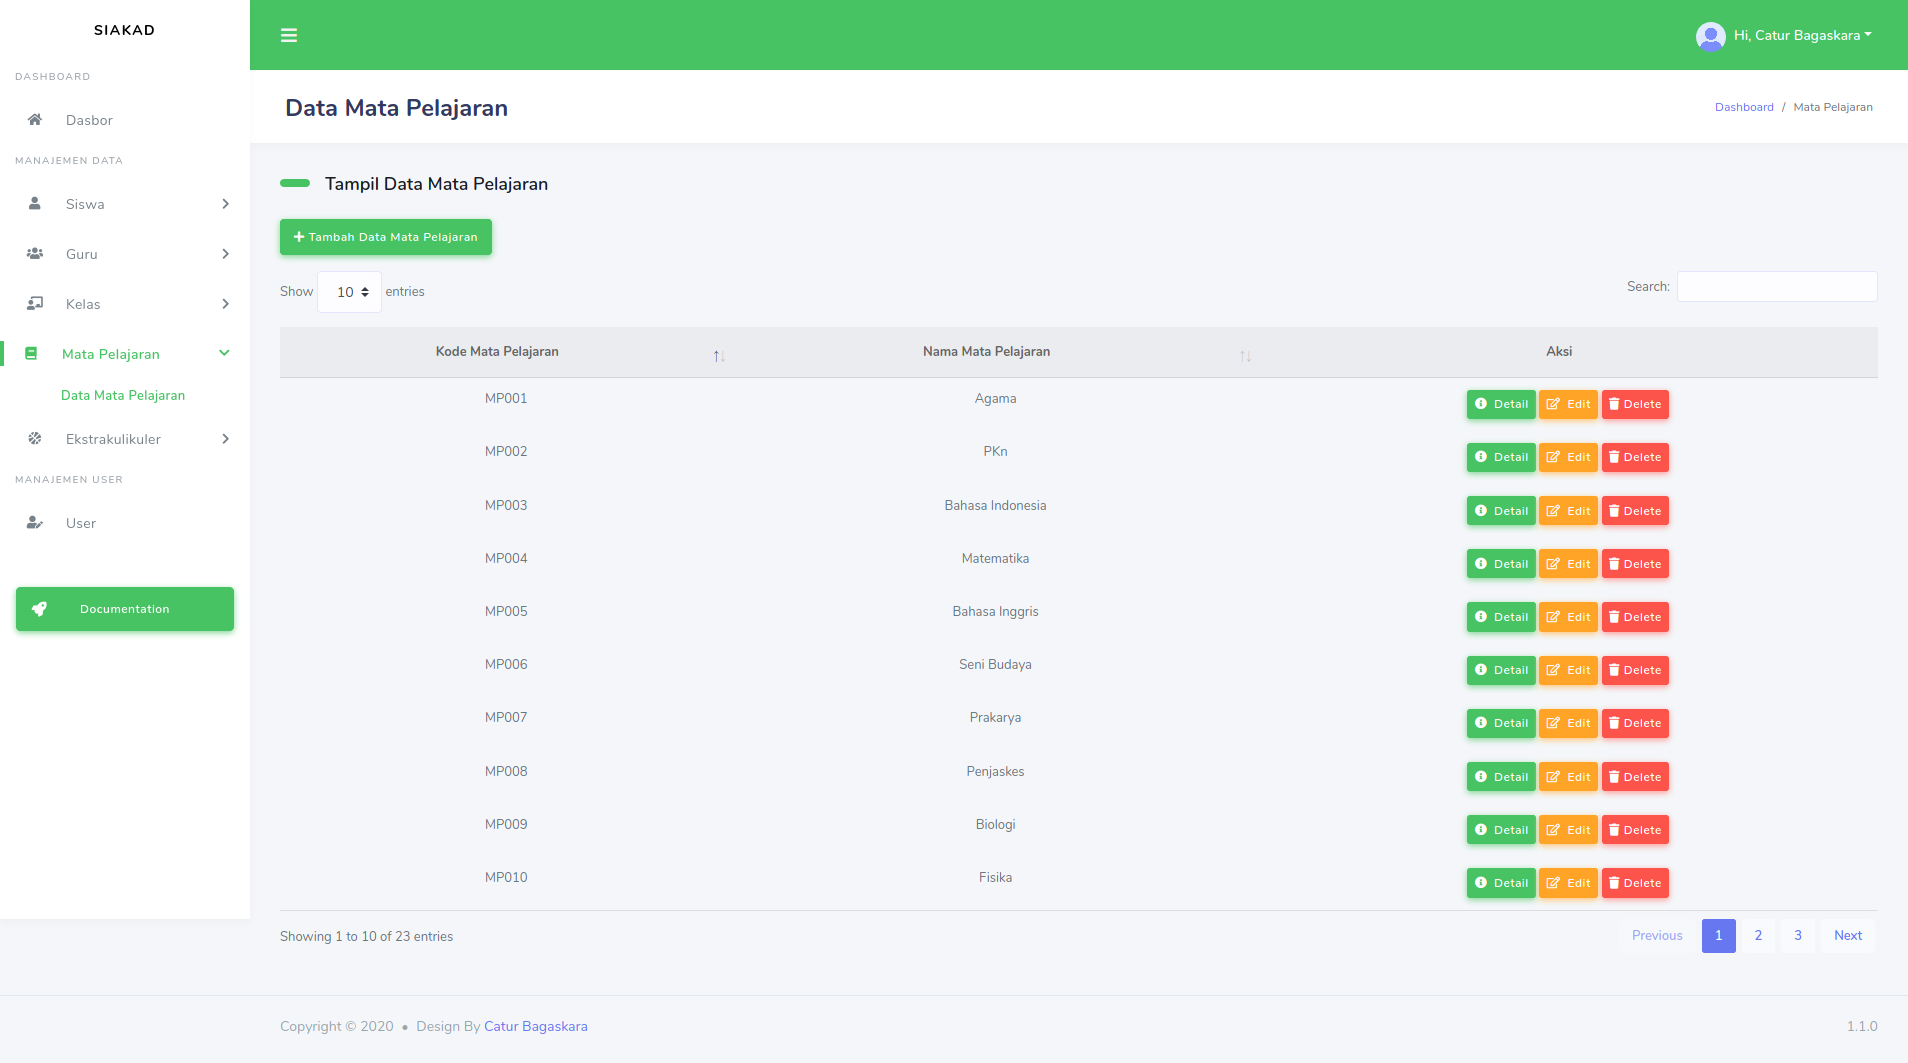 SIAKAD
DASHBOARD
Dasbor
MANAJEMEN DATA
Siswa
Guru
Kelas
Mata Pelajaran
Data Mata Pelajaran
Ekstrakulikuler
MANAJEMEN USER
User
Documentation
Hi, Catur Bagaskara
Data Mata Pelajaran
Dashboard / Mata Pelajaran
Tampil Data Mata Pelajaran
Tambah Data Mata Pelajaran
Show 10 entries
Search:
Kode Mata Pelajaran Nama Mata Pelajaran Aksi
MP001 Agama Detail Edit Delete
MP002 PKn Detail Edit Delete
MP003 Bahasa Indonesia Detail Edit Delete
MP004 Matematika Detail Edit Delete
MP005 Bahasa Inggris Detail Edit Delete
MP006 Seni Budaya Detail Edit Delete
MP007 Prakarya Detail Edit Delete
MP008 Penjaskes Detail Edit Delete
MP009 Biologi Detail Edit Delete
MP010 Fisika Detail Edit Delete
Showing 1 to 10 of 23 entries
Previous 1 2 3 Next
Copyright © 2020 • Design By Catur Bagaskara
1.1.0